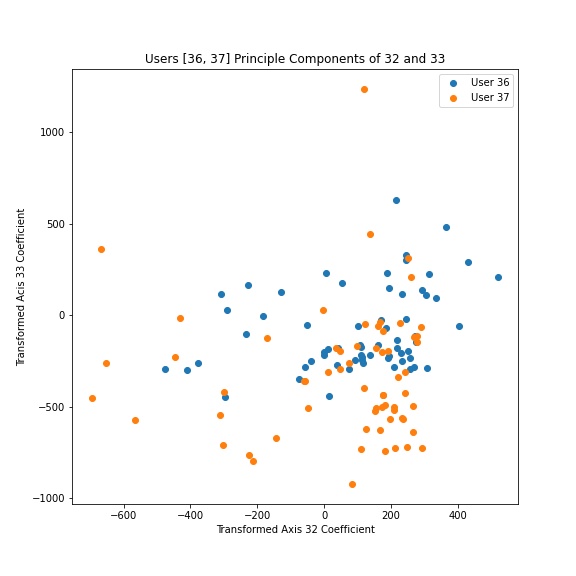 Users [36, 37] Principle Components of 32 and 33
User 36
User 37
1000
500
0
−500
−1000
Transformed Acis 33 Coefficient
−600
−400
−200
0
200
400
Transformed Axis 32 Coefficient